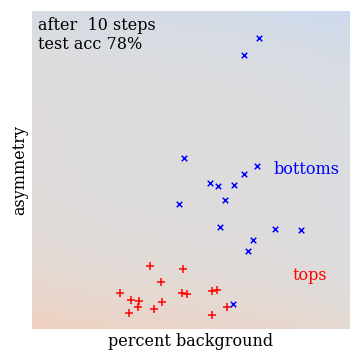 after  10 steps
test acc 78%
asymmetry
bottoms
tops
percent background